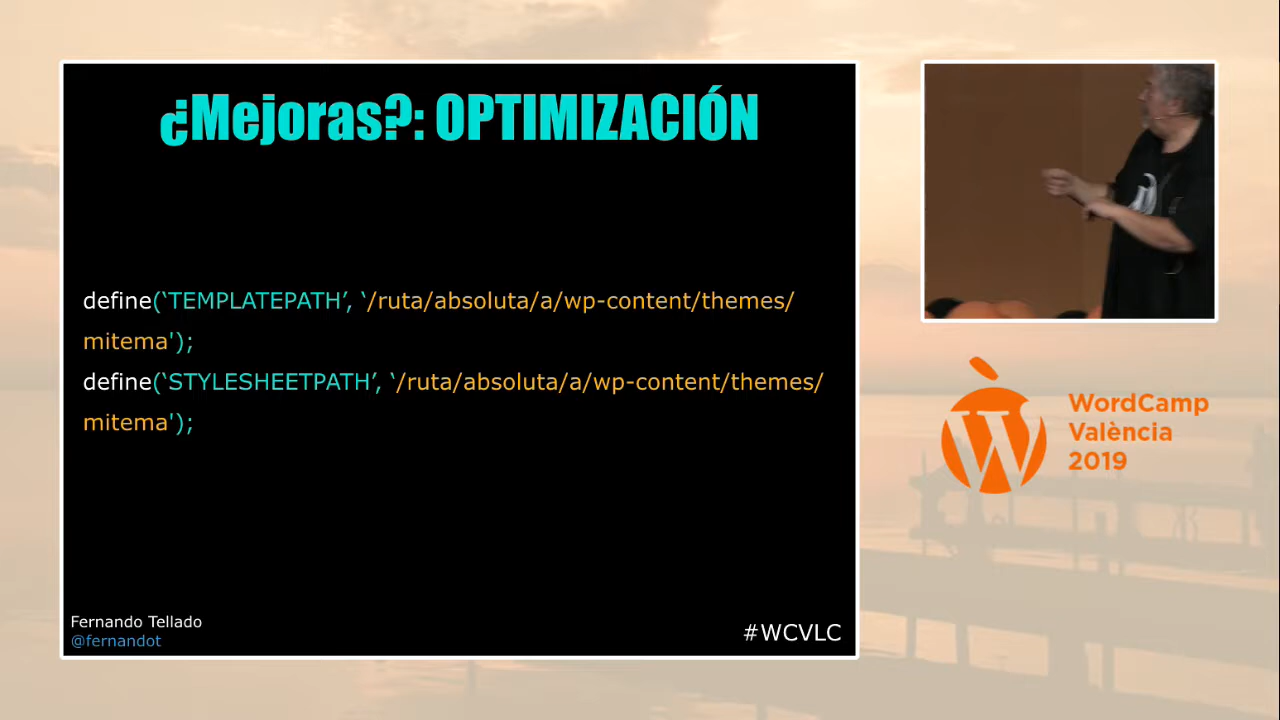 ¿Mejoras?: OPTIMIZACIÓN
define(‘TEMPLATEPATH’, ‘/ruta/absoluta/a/wp-content/themes/
mitema');
define(‘STYLESHEETPATH’, ‘/ruta/absoluta/a/wp-content/themes/
mitema');
Fernando Tellado
@fernandot
#WCVLC
WordCamp
València
2019